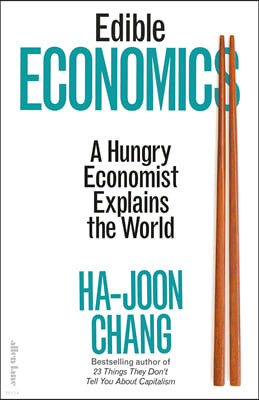 Edible
ECONOMICS
A Hungry
Economist
Explains
the World
HA-JOON
CHANG
Bestselling author of
23 Things They Don't
Tell You About Capitalism
allen lane